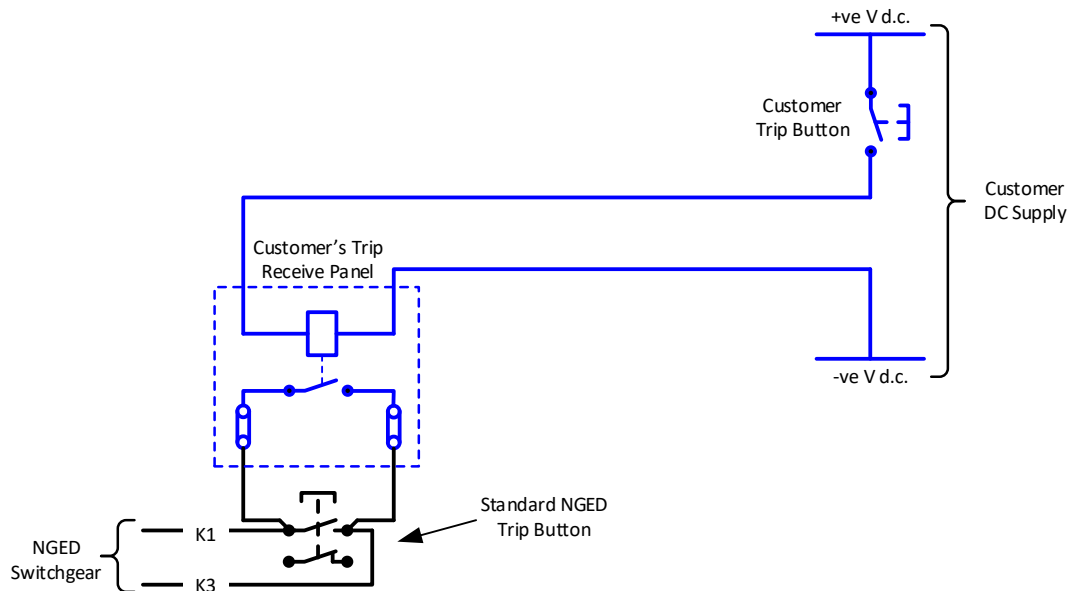 +ve V d.c.
Customer
Trip Button
Customer
DC Supply
Customer's Trip
Receive Panel
-ve V d.c.
Standard NGED
Trip Button
NGED
Switchgear
K1
K3